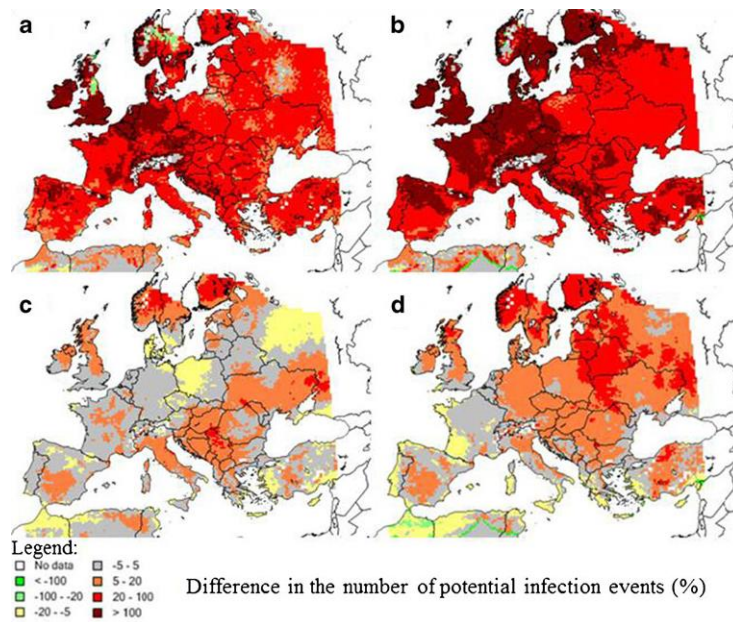 a
b
c
d
Legend:
No data
< -100
-100 - -20
-20 - -5
-5 - 5
5 - 20
20 - 100
> 100
Difference in the number of potential infection events (%)